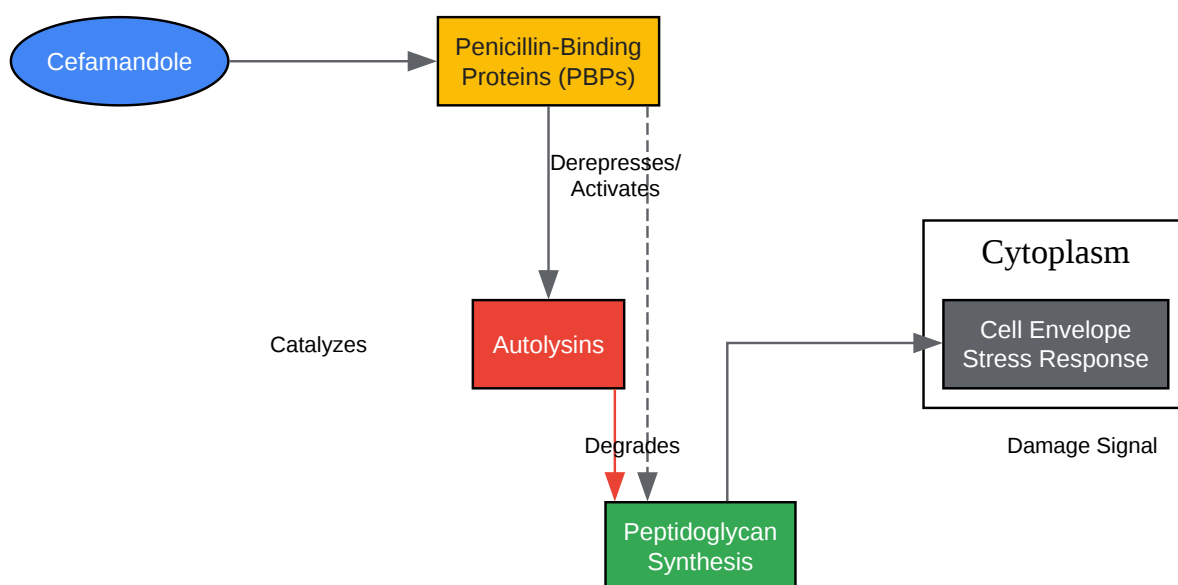 Cefamandole
Penicillin-Binding
Proteins (PBPs)
Derepresses/
Activates
Cytoplasm
Cell Envelope
Stress Response
Autolysins
Catalyzes
Degrades
Damage Signal
Peptidoglycan
Synthesis